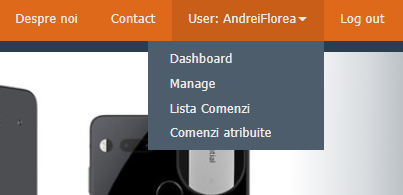 Despre noi Contact User: AndreiFlorea Log out
Dashboard
Manage
Lista Comenzi
Comenzi atribuite